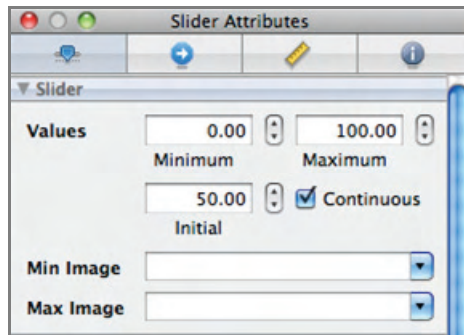 Slider Attributes
Slider
Values 0.00 100.00
Minimum Maximum
50.00 Continuous
Initial
Min Image
Max Image